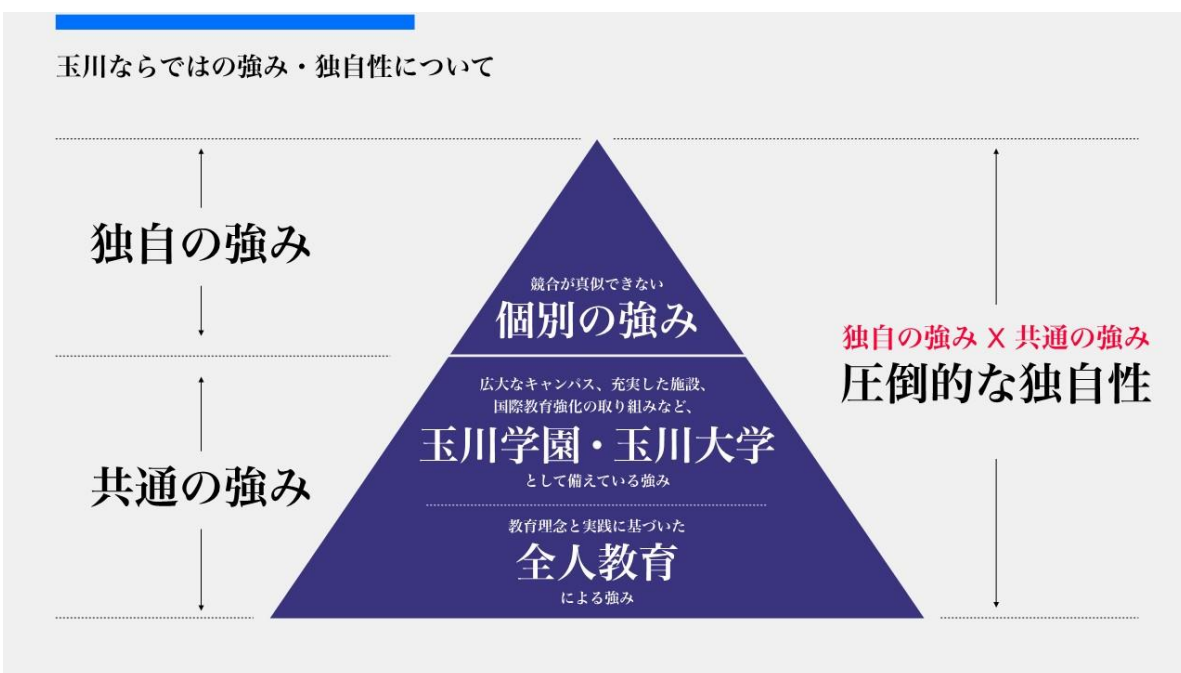 玉川ならではの強み・独自性について
独自の強み
共通の強み
競合が真似できない
個別の強み
広大なキャンパス、充実した施設、
国際教育強化の取り組みなど、
玉川学園・玉川大学
として備えている強み
教育理念と実践に基づいた
全人教育
による強み
独自の強み X 共通の強み
圧倒的な独自性